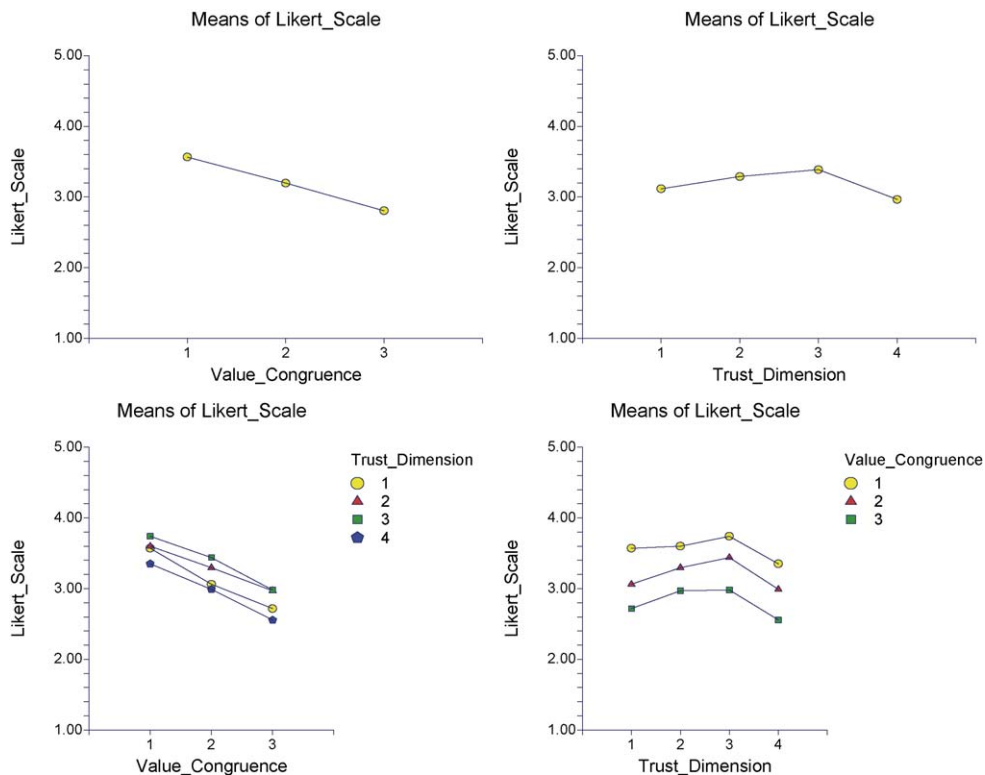 Means of Likert_Scale
5.00
4.00
3.00
2.00
1.00
Likert_Scale
1 2 3
Value_Congruence
Means of Likert_Scale
5.00
4.00
3.00
2.00
1.00
Likert_Scale
1 2 3 4
Trust_Dimension
Means of Likert_Scale
5.00
4.00
3.00
2.00
1.00
Likert_Scale
1 2 3
Value_Congruence
Trust_Dimension
1
2
3
4
Means of Likert_Scale
5.00
4.00
3.00
2.00
1.00
Likert_Scale
1 2 3 4
Trust_Dimension
Value_Congruence
1
2
3